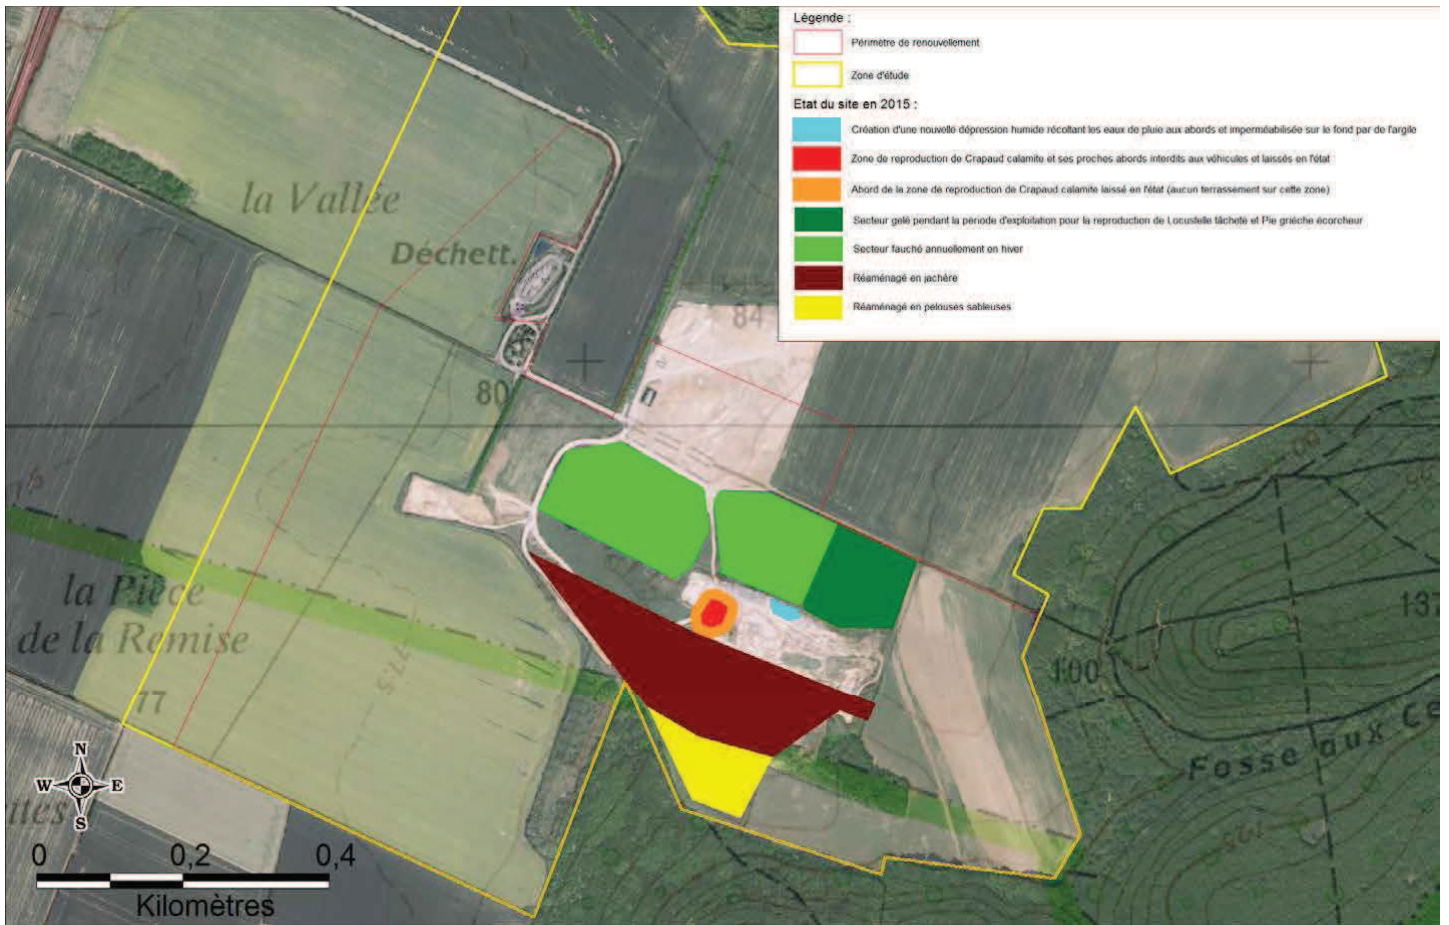 Légende :
Périmètre de renouvellement
Zone d'étude
Etat du site en 2015 :
Création d'une nouvelle dépression humide récoltant les eaux de pluie aux abords et imperméabilisée sur le fond par de l'argile
Zone de reproduction de Crapaud calamite et ses proches abords interdits aux véhicules et laissés en l'état
Abord de la zone de reproduction de Crapaud calamite laissé en l'état (aucun terrassement sur cette zone)
Secteur gelé pendant la période d'exploitation pour la reproduction de Locustelle tâcheté et Pie grièche écorcheur
Secteur fauché annuellement en hiver
Réaménagé en jachère
Réaménagé en pelouses sableuses
la Vallée
Déchett.
84
80
la Pièce
de la Remise
77
77,5
100
137
Fosse aux Ce
N
W E
S
0 0,2 0,4
Kilomètres